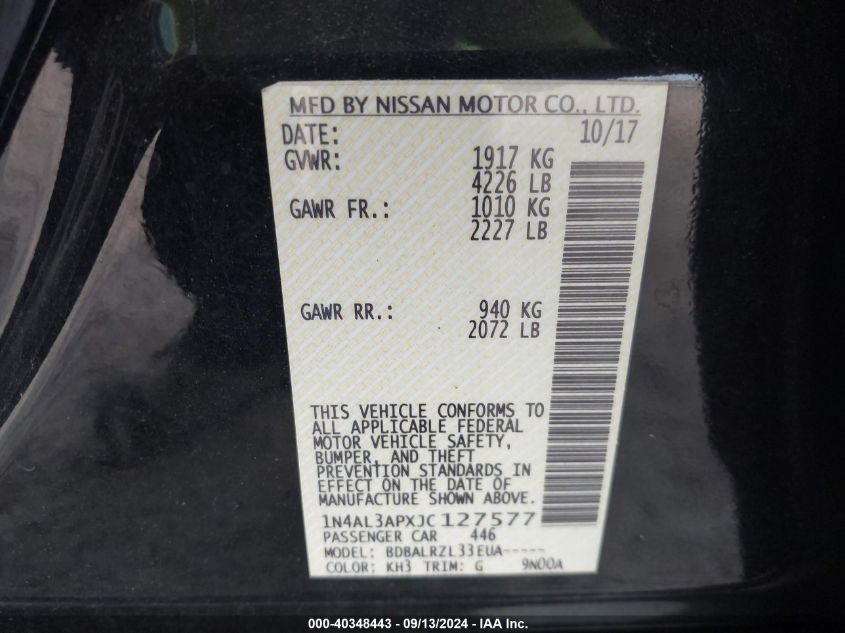 MFD BY NISSAN MOTOR CO., LTD.
DATE: 10/17
GVWR: 1917 KG
4226 LB
GAWR FR.: 1010 KG
2227 LB
GAWR RR.: 940 KG
2072 LB
THIS VEHICLE CONFORMS TO
ALL APPLICABLE FEDERAL
MOTOR VEHICLE SAFETY,
BUMPER, AND THEFT
PREVENTION STANDARDS IN
EFFECT ON THE DATE OF
MANUFACTURE SHOWN ABOVE.
1N4AL3APXJC127577
PASSENGER CAR 446
MODEL: BDBALRZL33EUA-----
COLOR: KH3 TRIM: G 9N00A
000-40348443 - 09/13/2024 - IAA Inc.